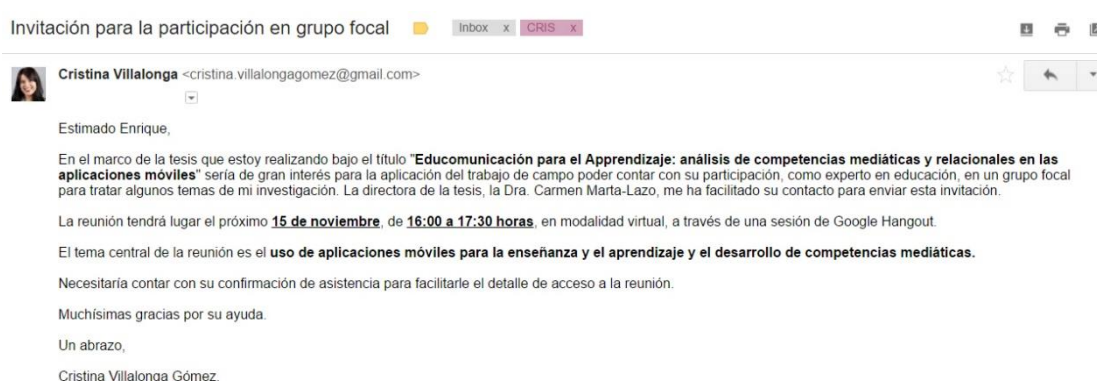 Invitación para la participación en grupo focal Inbox x CRIS x
Cristina Villalonga <cristina.villalongagomez@gmail.com>
Estimado Enrique,
En el marco de la tesis que estoy realizando bajo el título "Educomunicación para el Apprendizaje: análisis de competencias mediáticas y relacionales en las
aplicaciones móviles" sería de gran interés para la aplicación del trabajo de campo poder contar con su participación, como experto en educación, en un grupo focal
para tratar algunos temas de mi investigación. La directora de la tesis, la Dra. Carmen Marta-Lazo, me ha facilitado su contacto para enviar esta invitación.
La reunión tendrá lugar el próximo 15 de noviembre, de 16:00 a 17:30 horas, en modalidad virtual, a través de una sesión de Google Hangout.
El tema central de la reunión es el uso de aplicaciones móviles para la enseñanza y el aprendizaje y el desarrollo de competencias mediáticas.
Necesitaría contar con su confirmación de asistencia para facilitarle el detalle de acceso a la reunión.
Muchísimas gracias por su ayuda.
Un abrazo,
Cristina Villalonga Gómez.